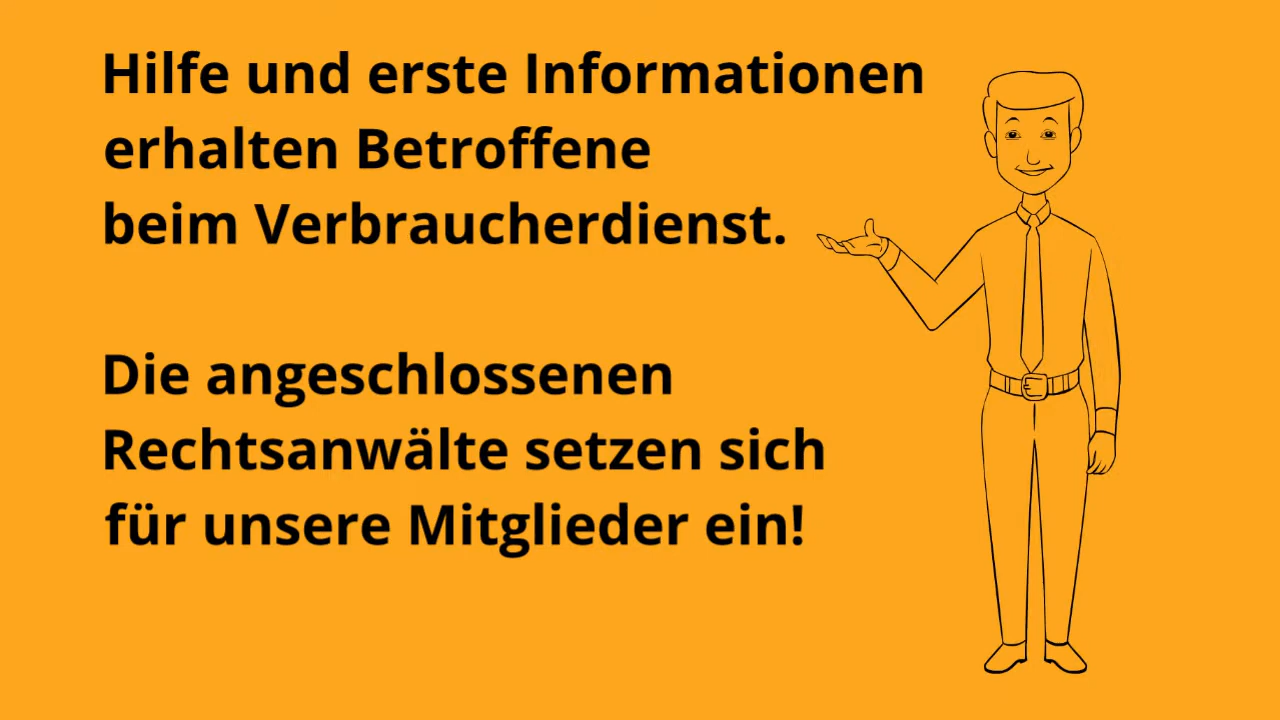 Hilfe und erste Informationen
erhalten Betroffene
beim Verbraucherdienst.
Die angeschlossenen
Rechtsanwälte setzen sich
für unsere Mitglieder ein!